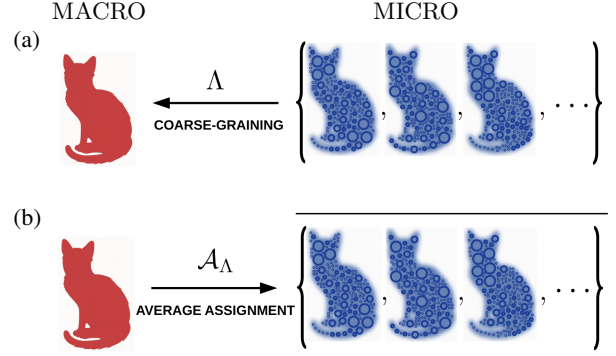 MACRO MICRO
(a)
Λ
COARSE-GRAINING
{ , , , ... }
(b)
𝒜_Λ
AVERAGE ASSIGNMENT
{ , , , ... }